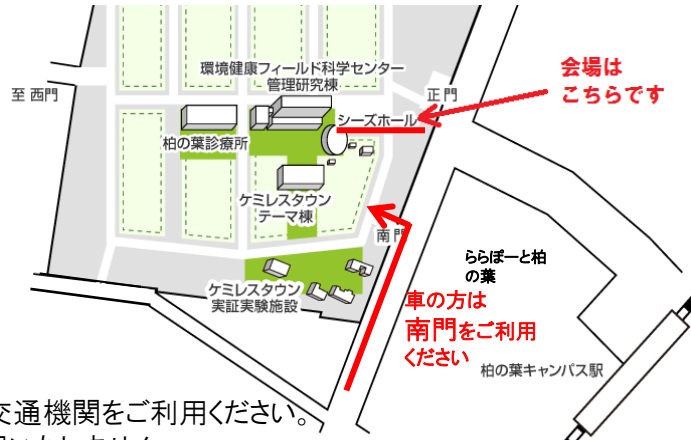 環境健康フィールド科学センター
管理研究棟
会場は
こちらです
至 西門
正門
シーズホール
柏の葉診療所
ケミレスタウン
テーマ棟
南門
ららぽーと柏
の葉
ケミレスタウン
実証実験施設
車の方は
南門をご利用
ください
柏の葉キャンパス駅
交通機関をご利用ください。